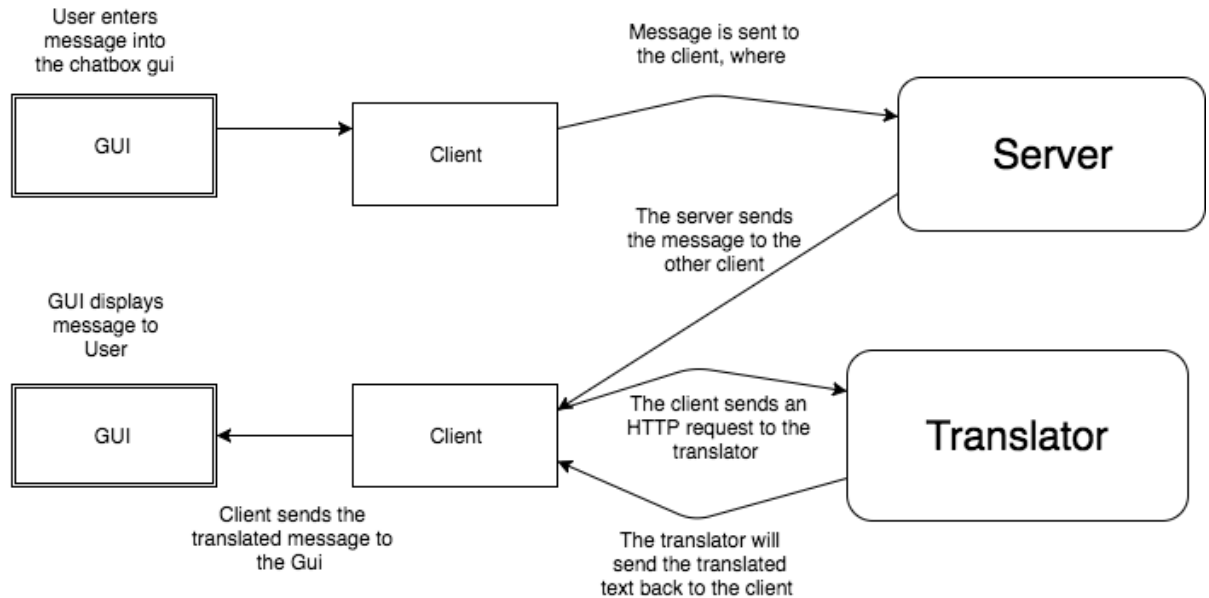 User enters
message into
the chatbox gui
Message is sent to
the client, where
GUI
Client
Server
The server sends
the message to the
other client
GUI displays
message to
User
GUI
Client
The client sends an
HTTP request to the
translator
Translator
Client sends the
translated message to
the Gui
The translator will
send the translated
text back to the client